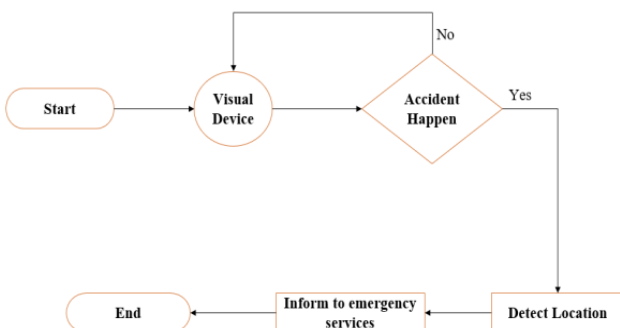 No
Start
Visual
Device
Accident
Happen
Yes
End
Inform to emergency
services
Detect Location